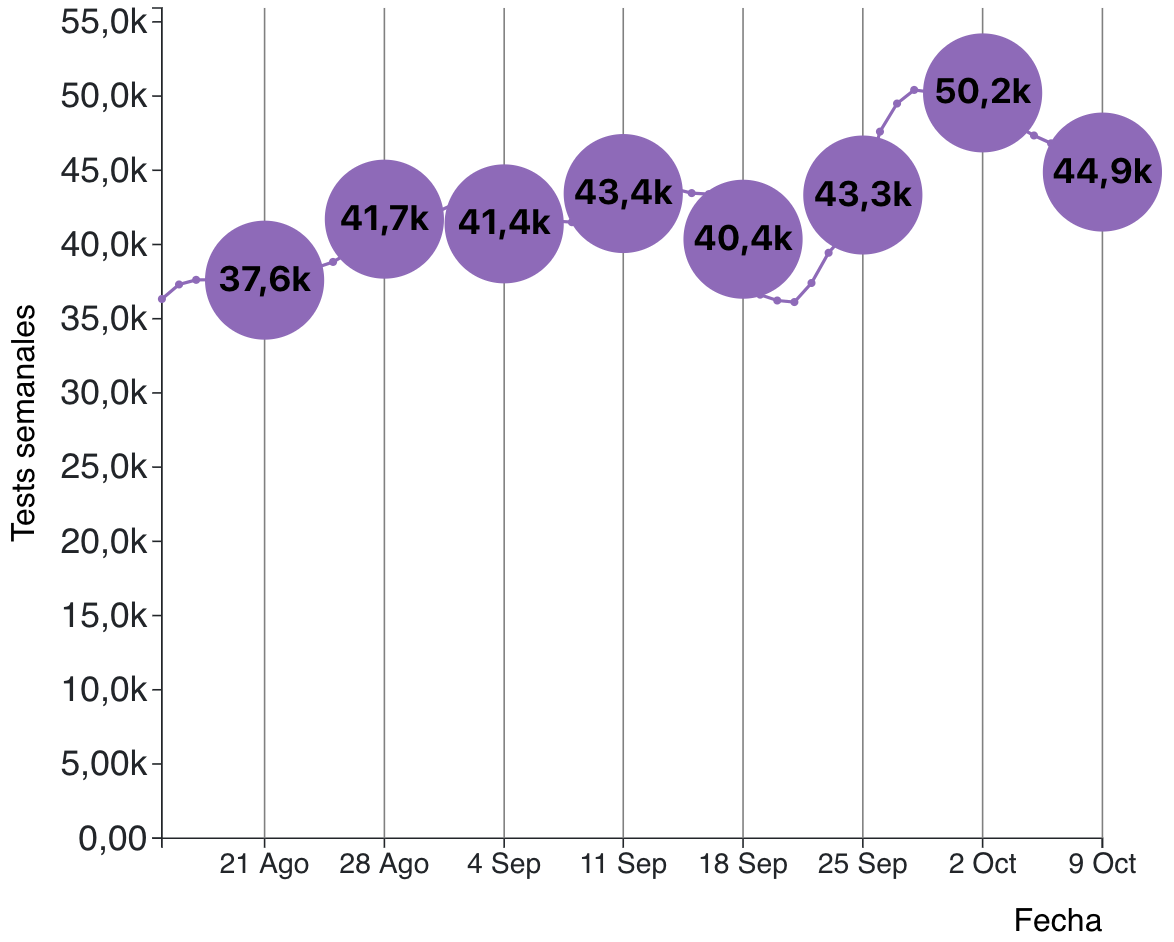 55,0k
50,0k
45,0k
40,0k
35,0k
30,0k
25,0k
20,0k
15,0k
10,0k
5,00k
0,00
Tests semanales
37,6k
41,7k
41,4k
43,4k
40,4k
43,3k
50,2k
44,9k
21 Ago
28 Ago
4 Sep
11 Sep
18 Sep
25 Sep
2 Oct
9 Oct
Fecha